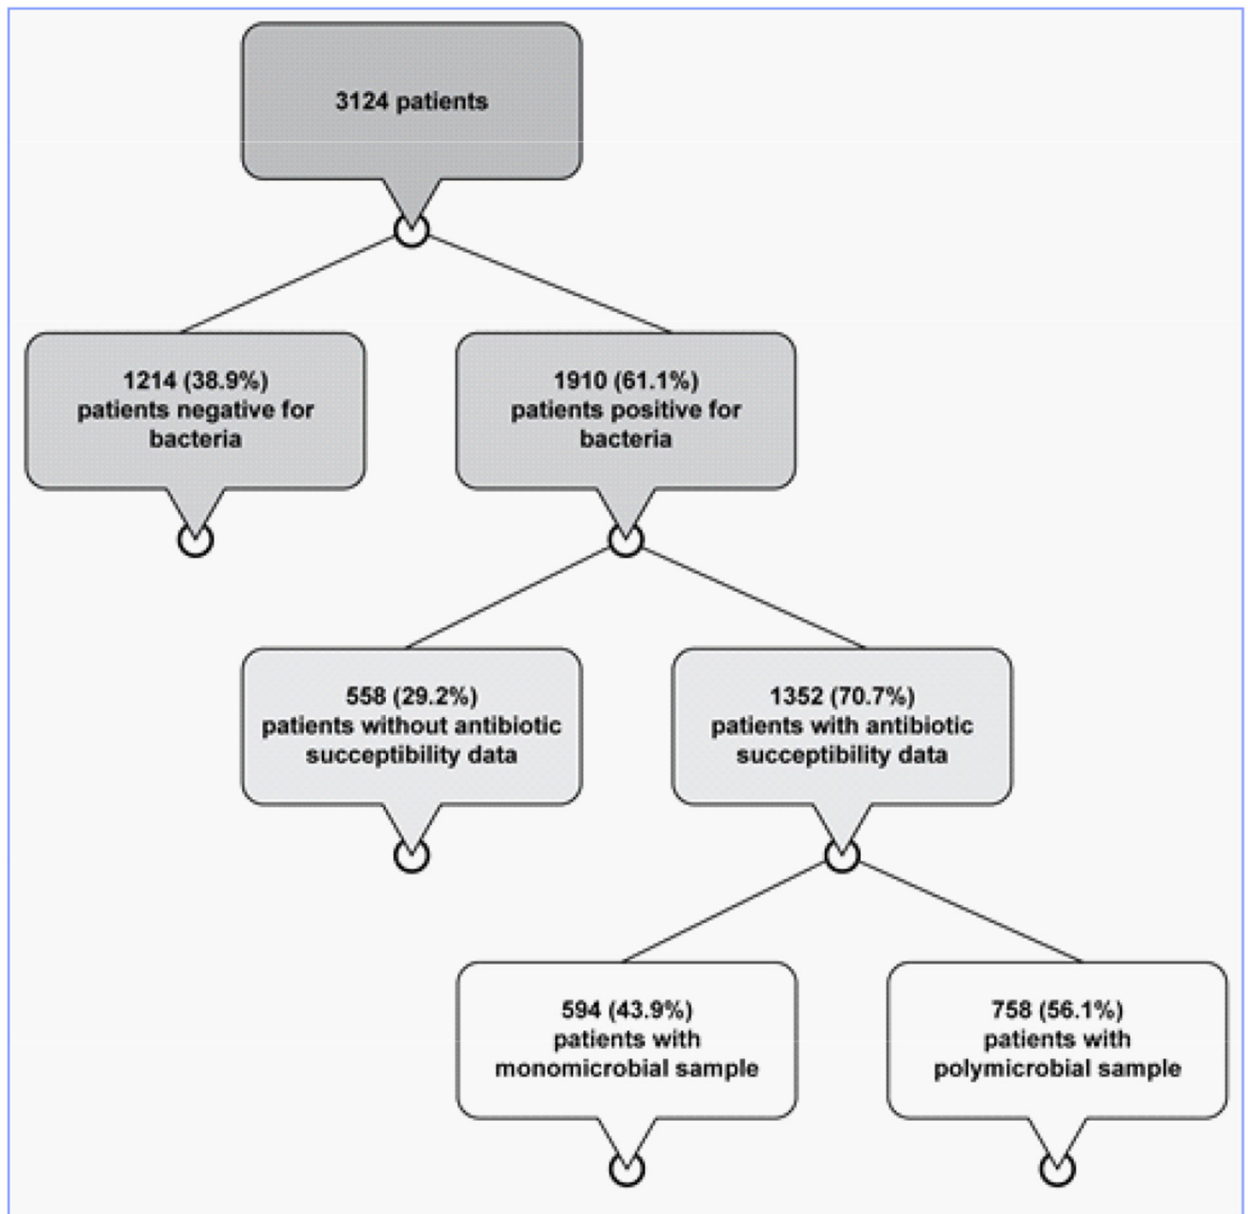 3124 patients
1214 (38.9%)
patients negative for
bacteria
1910 (61.1%)
patients positive for
bacteria
558 (29.2%)
patients without antibiotic
succeptibility data
1352 (70.7%)
patients with antibiotic
succeptibility data
594 (43.9%)
patients with
monomicrobial sample
758 (56.1%)
patients with
polymicrobial sample